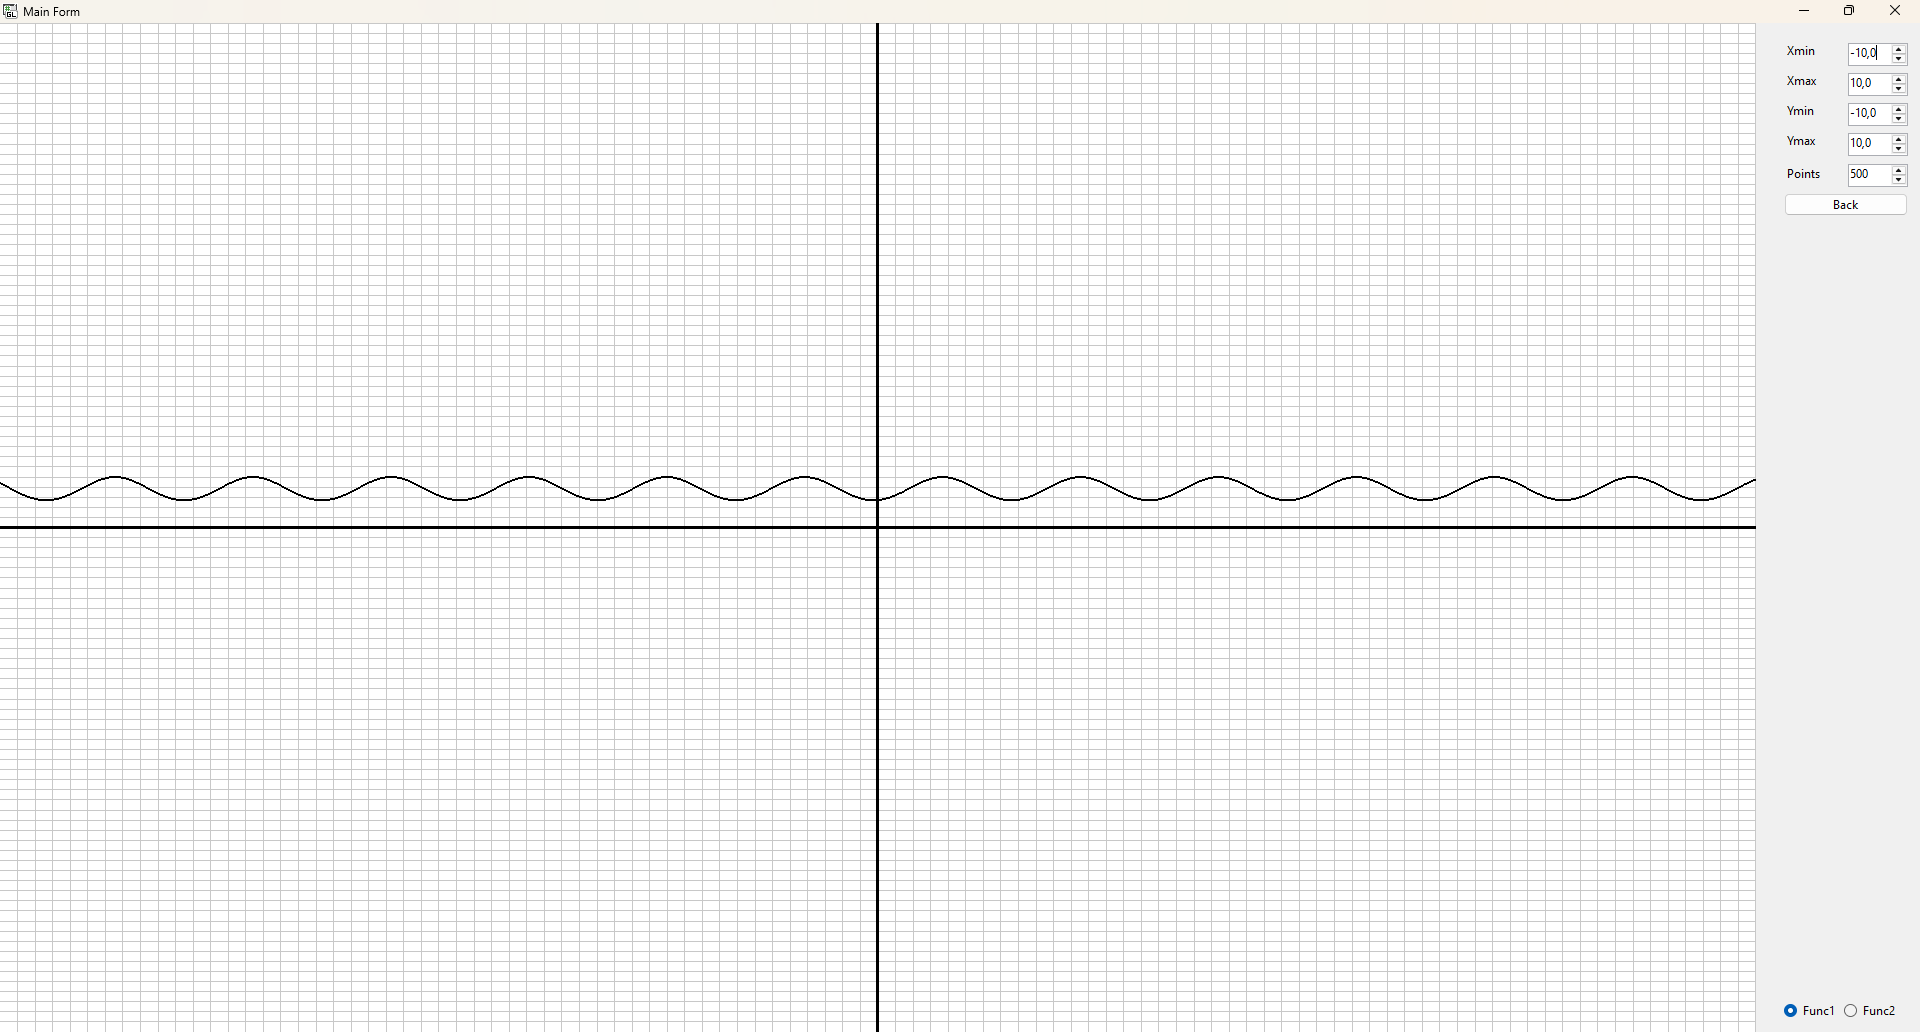 Main Form
Xmin -10,0
Xmax 10,0
Ymin -10,0
Ymax 10,0
Points 500
Back
Func1 Func2